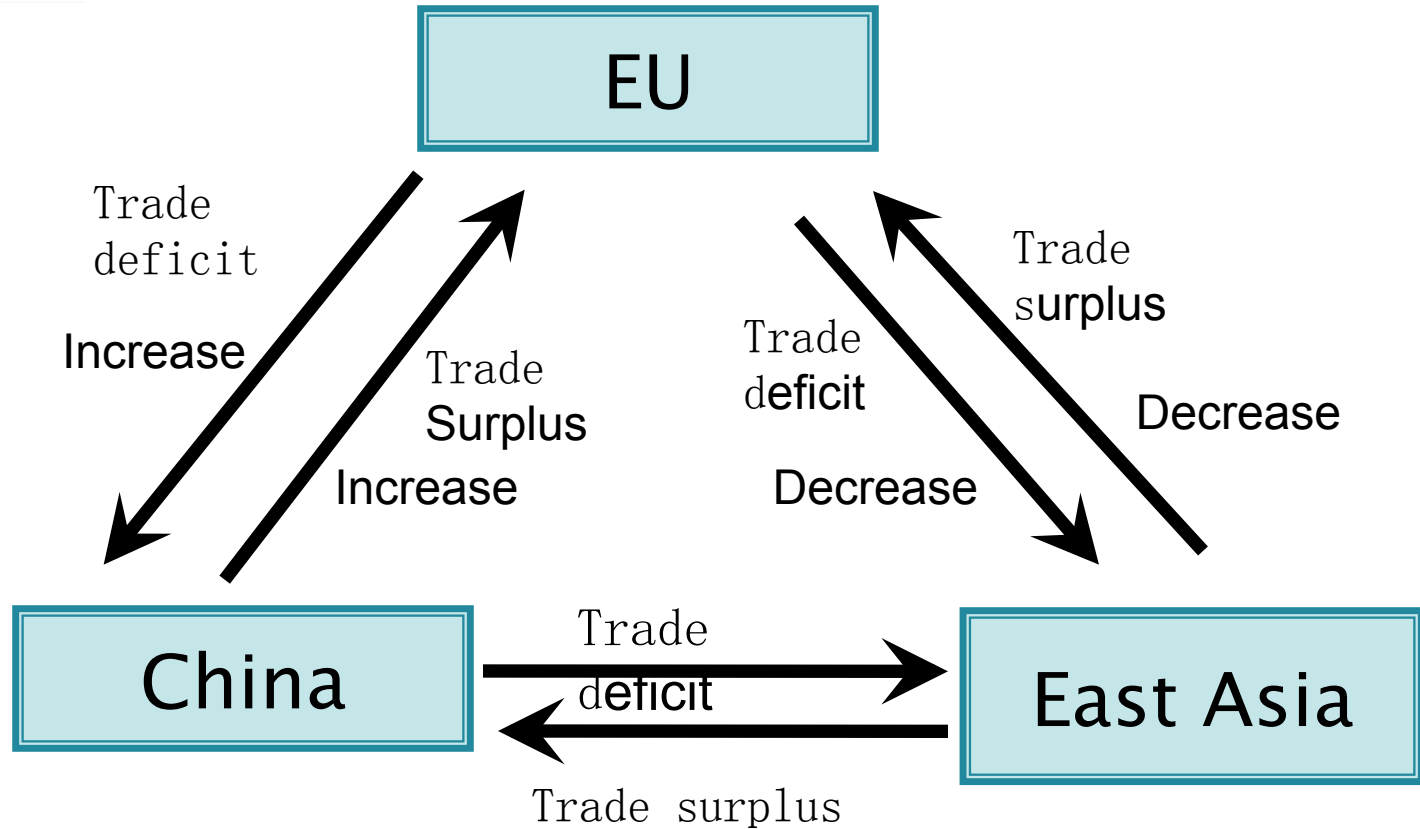 EU
Trade
deficit
Increase
Trade
Surplus
Increase
Trade
deficit
Decrease
Trade
surplus
Decrease
China
Trade
deficit
Trade surplus
East Asia